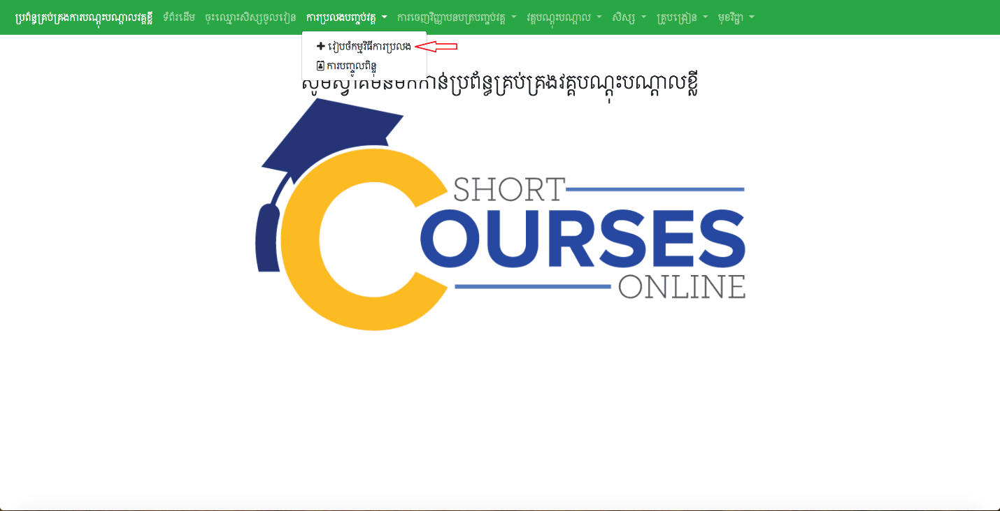 ប្រព័ន្ធគ្រប់គ្រងការបណ្តុះបណ្តាលវគ្គខ្លី ទំព័រដើម ចុះឈ្មោះសិស្សចូលរៀន ការប្រលងបញ្ចប់វគ្គ ការចេញវិញ្ញាបនបត្របញ្ចប់វគ្គ វគ្គបណ្តុះបណ្តាល សិស្ស គ្រូបង្រៀន មុខវិជ្ជា
រៀបចំកម្មវិធីការប្រលង
ការបញ្ចូលពិន្ទុ
សូមស្វាគមន៍មកកាន់ប្រព័ន្ធគ្រប់គ្រងវគ្គបណ្តុះបណ្តាលខ្លី
SHORT
COURSES
ONLINE